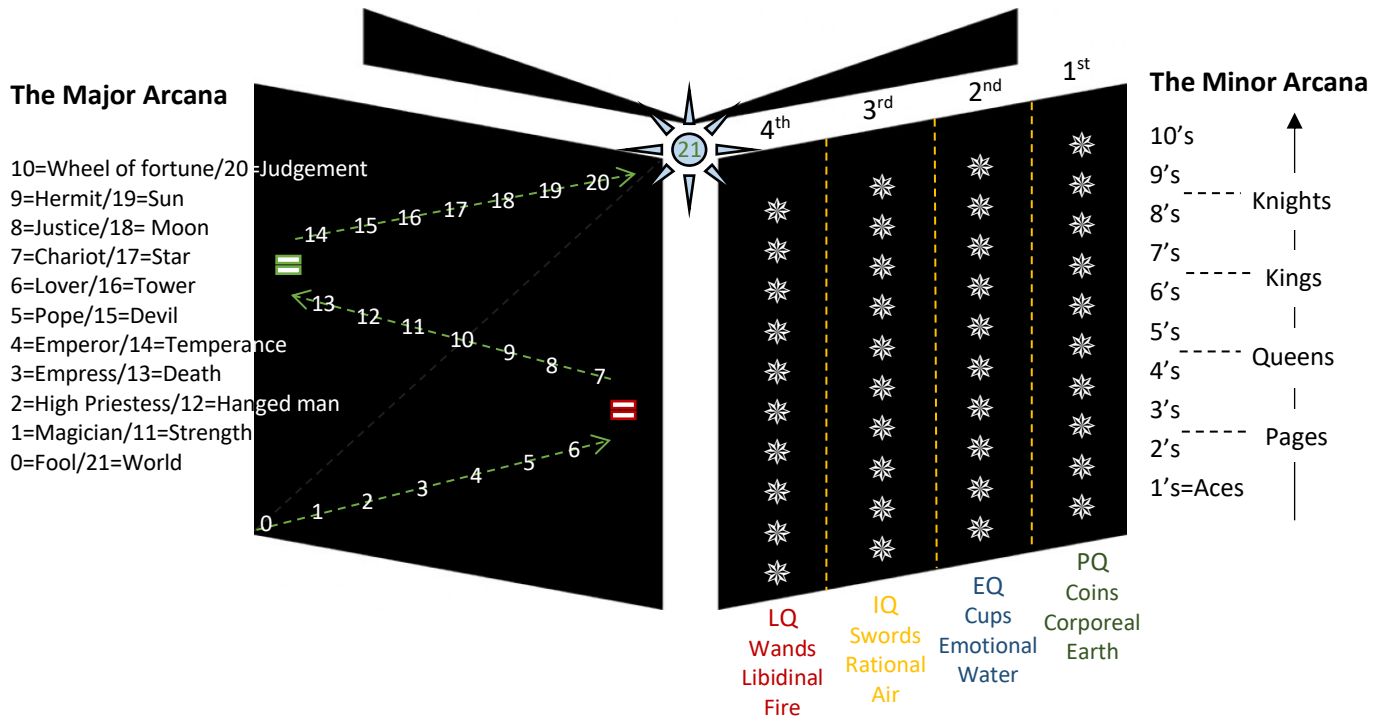 The Major Arcana
10=Wheel of fortune/20=Judgement
9=Hermit/19=Sun
8=Justice/18= Moon
7=Chariot/17=Star
6=Lover/16=Tower
5=Pope/15=Devil
4=Emperor/14=Temperance
3=Empress/13=Death
2=High Priestess/12=Hanged man
1=Magician/11=Strength
0=Fool/21=World
14 15 16 17 18 19 20
13 12 11 10 9 8 7
0 1 2 3 4 5 6
21
4th 3rd 2nd 1st
LQ
Wands
Libidinal
Fire
IQ
Swords
Rational
Air
EQ
Cups
Emotional
Water
PQ
Coins
Corporeal
Earth
The Minor Arcana
10's
9's
Knights
8's
7's
Kings
6's
5's
Queens
4's
3's
Pages
2's
1's=Aces